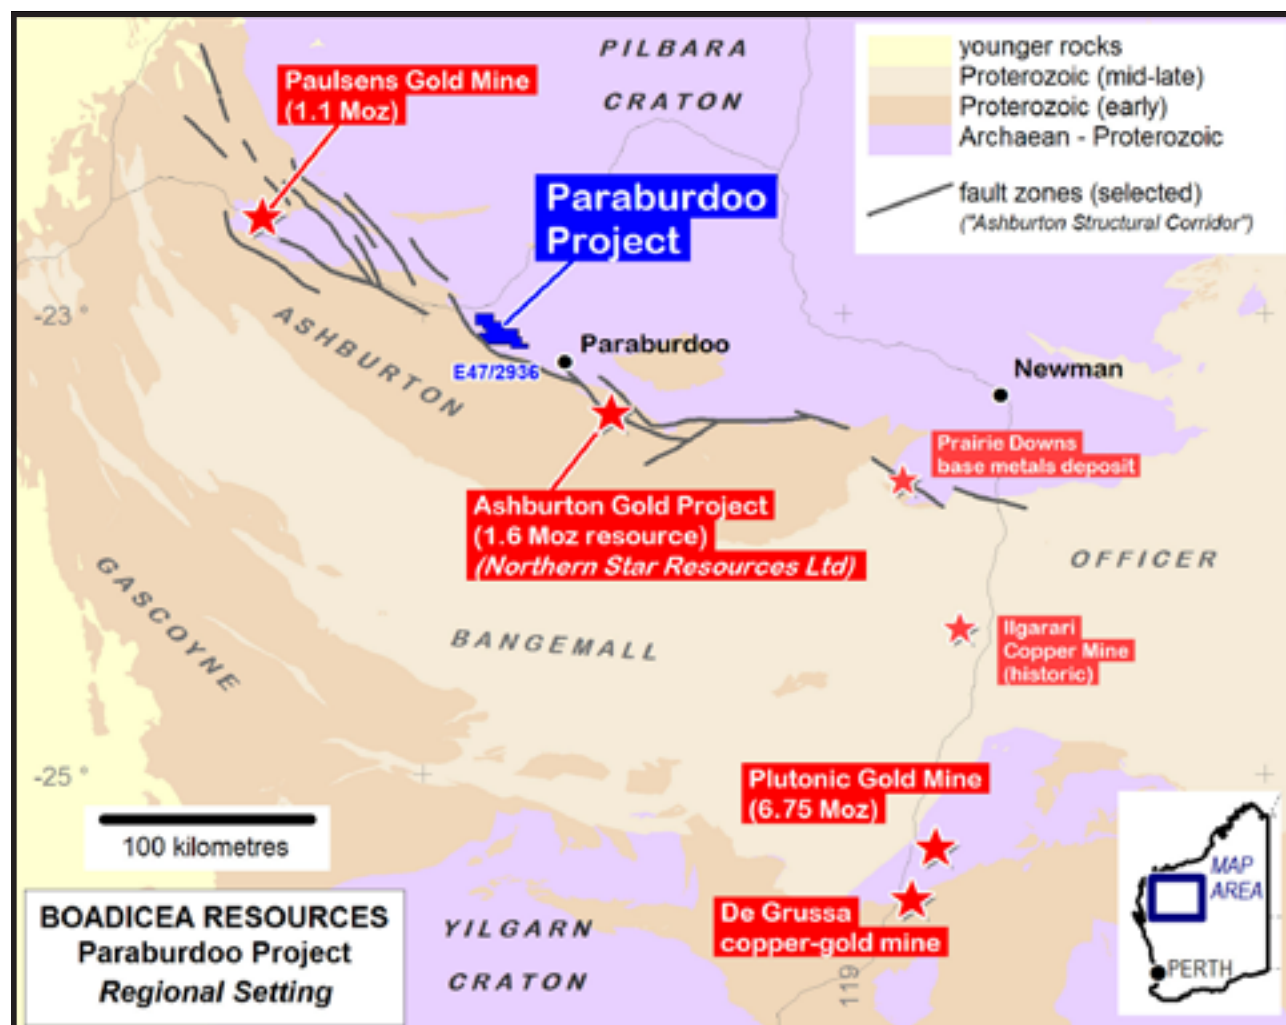 PILBARA
CRATON
Paulsens Gold Mine
(1.1 Moz)
younger rocks
Proterozoic (mid-late)
Proterozoic (early)
Archaean - Proterozoic
fault zones (selected)
("Ashburton Structural Corridor")
Paraburdoo
Project
-23 °
ASHBURTON
E47/2936
Paraburdoo
Newman
Prairie Downs
base metals deposit
Ashburton Gold Project
(1.6 Moz resource)
(Northern Star Resources Ltd)
OFFICER
GASCOYNE
BANGEMALL
Ilgarari
Copper Mine
(historic)
-25 °
Plutonic Gold Mine
(6.75 Moz)
100 kilometres
De Grussa
copper-gold mine
YILGARN
CRATON
119
BOADICEA RESOURCES
Paraburdoo Project
Regional Setting
MAP
AREA
PERTH